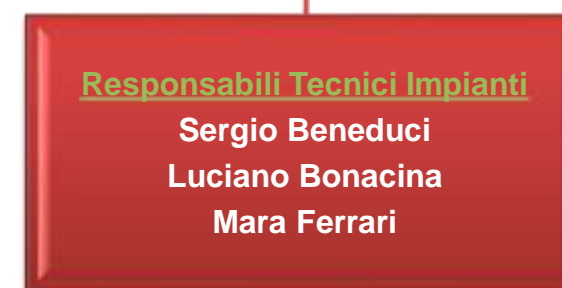 Responsabili Tecnici Impianti
Sergio Beneduci
Luciano Bonacina
Mara Ferrari